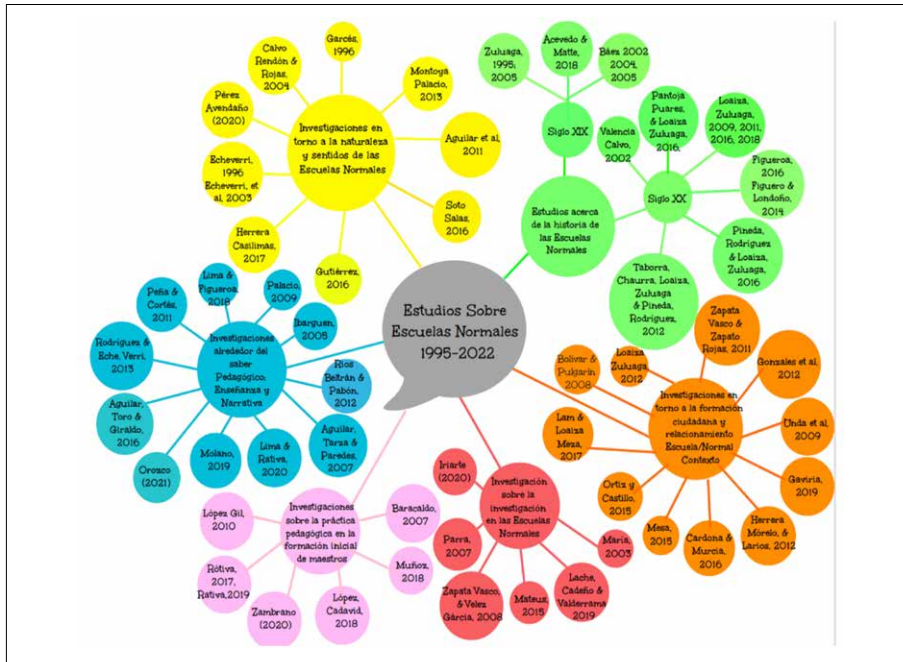 Estudios Sobre
Escuelas Normales
1995-2022
Investigaciones en
torno a la naturaleza
y sentidos de las
Escuelas Normales
Garcés,
1996
Calvo
Rendón & Rojas,
2004
Pérez
Avendaño
(2020)
Echeverri,
1996
Echeverri, et
al, 2003
Herrera
Casilimas,
2017
Gutiérrez,
2016
Soto
Salas,
2016
Aguilar et al,
2011
Montoya
Palacio,
2013
Estudios acerca
de la historia de
las Escuelas
Normales
Siglo XIX
Zuluaga,
1995;
2005
Acevedo &
Matte,
2018
Báez 2002
2004,
2005
Siglo XX
Valencia
Calvo,
2002
Pantoja
Puares,
& Loaiza
Zuluaga,
2016,
Loaiza,
Zuluaga,
2009, 2011,
2016, 2018
Figueroa,
2016
Figuero &
Londoño,
2014
Pineda,
Rodríguez
& Loaiza,
Zuluaga,
2016
Taborra,
Chaurra, Loaiza,
Zuluaga &
Pineda,
Rodriguez,
2012
Investigaciones
alrededor del
saber
Pedagógico;
Enseñanza y
Narrativa
Peña &
Cortés,
2011
Lima &
Figueroa,
2018
Palacio,
2009
Ibarguen,
2005
Ríos
Beltrán &
Pabón,
2012
Aguilar,
Tarza &
Paredes,
2007
Lima &
Rativa,
2020
Molano,
2019
Orozco
(2021)
Aguilar,
Toro &
Giraldo,
2016
Rodriguez &
Eche, Verri,
2013
Investigaciones
en torno a la formación
ciudadana y
relacionamiento
Escuela/Normal
Contexto
Bolivar &
Pulgarin
2008
Loaiza
Zuluaga,
2012
Zapata
Vasco &
Zapato
Rojas, 2011
Gonzales et al,
2012
Unda et al,
2009
Gaviria,
2019
Herrera
Morelo, &
Larios, 2012
Cardona &
Murcia,
2016
Mesa,
2015
Ortiz y
Castillo,
2015
Lam &
Loaiza
Meza,
2017
Investigación
sobre la
investigación
en las Escuelas
Normales
Iriarte
(2020)
Parra,
2007
Zapata Vasco,
& Velez
Gárcia, 2008
Mateus,
2015
Lache,
Cadeño &
Valderrama
2019
María,
2003
Investigaciones
sobre la práctica
pedagógica en la
formación inicial
de maestros
López Gil,
2010
Rótiva,
2017,
Rativa,2019
Zambrano
(2020)
López,
Cadavid,
2018
Muñoz,
2018
Baracaldo,
2007